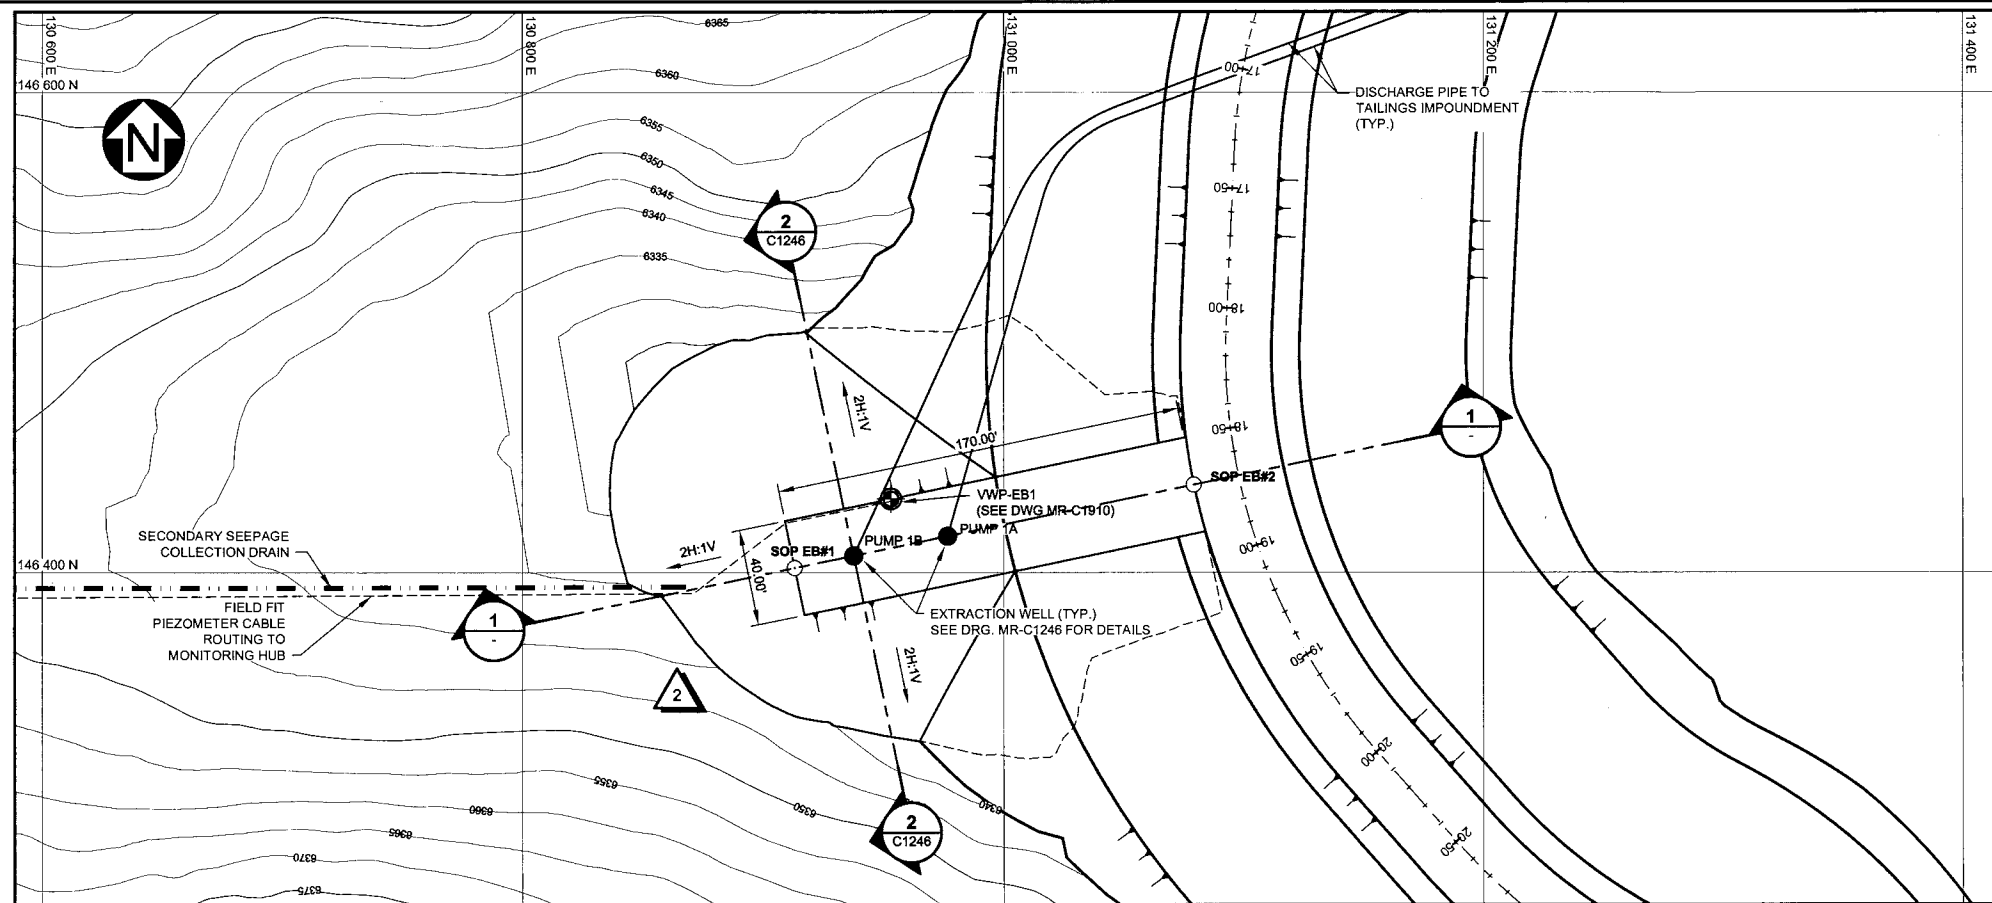 130 600 E
130 800 E
131 000 E
131 200 E
131 400 E
146 600 N
N
6365
6360
6355
6350
6345
6340
6335
17+00
DISCHARGE PIPE TO
TAILINGS IMPOUNDMENT
(TYP.)
17+50
2
C1246
18+00
2H:1V
170.00'
18+50
1
-
SOP EB#2
VWP-EB1
(SEE DWG MR-C1910)
PUMP 1A
PUMP 1B
SOP EB#1
2H:1V
40.00'
19+00
SECONDARY SEEPAGE
COLLECTION DRAIN
146 400 N
FIELD FIT
PIEZOMETER CABLE
ROUTING TO
MONITORING HUB
1
-
EXTRACTION WELL (TYP.)
SEE DRG. MR-C1246 FOR DETAILS
2H:1V
19+50
2
20+00
6355
6360
6350
6340
6365
2
C1246
20+50
6370
6375